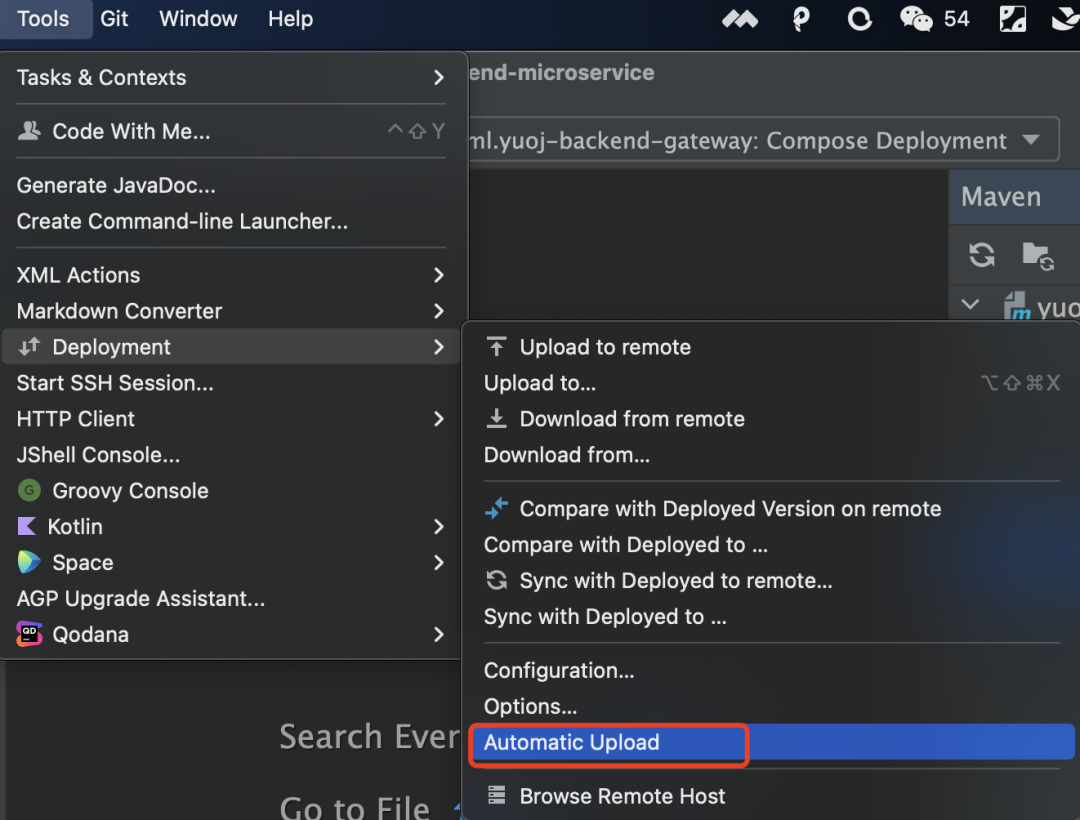 Tools Git Window Help 54
Tasks & Contexts
end-microservice
Code With Me... ^⇧Y
ml.yuoj-backend-gateway: Compose Deployment
Generate JavaDoc...
Create Command-line Launcher...
Maven
XML Actions
Markdown Converter
yuo
Deployment
Start SSH Session...
HTTP Client
JShell Console...
G Groovy Console
Kotlin
Space
AGP Upgrade Assistant...
QD Qodana
Upload to remote
Upload to... ⌥⇧⌘X
Download from remote
Download from...
Compare with Deployed Version on remote
Compare with Deployed to ...
Sync with Deployed to remote...
Sync with Deployed to ...
Configuration...
Options...
Automatic Upload
Browse Remote Host
Search Ever
Go to File